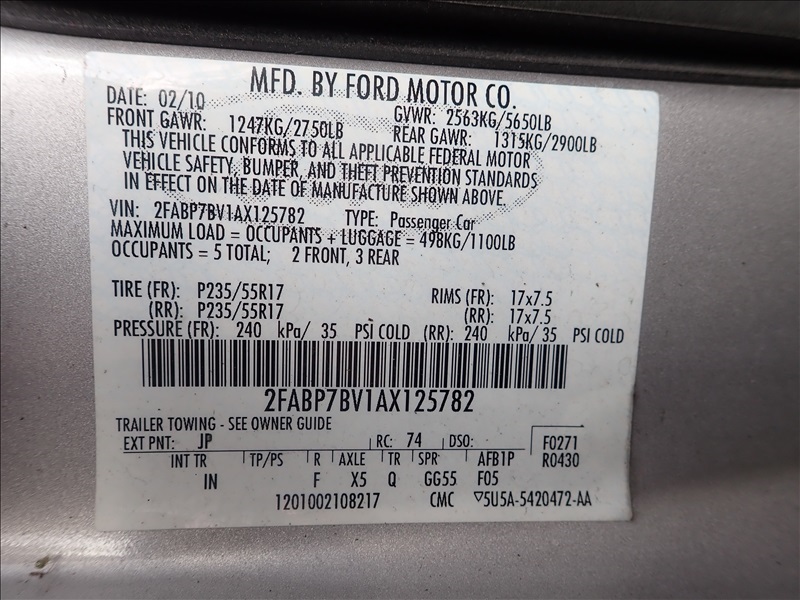 MFD. BY FORD MOTOR CO.
DATE: 02/10 GVWR: 2563KG/5650LB
FRONT GAWR: 1247KG/2750LB REAR GAWR: 1315KG/2900LB
THIS VEHICLE CONFORMS TO ALL APPLICABLE FEDERAL MOTOR
VEHICLE SAFETY, BUMPER, AND THEFT PREVENTION STANDARDS
IN EFFECT ON THE DATE OF MANUFACTURE SHOWN ABOVE.
VIN: 2FABP7BV1AX125782 TYPE: Passenger Car
MAXIMUM LOAD = OCCUPANTS + LUGGAGE = 498KG/1100LB
OCCUPANTS = 5 TOTAL; 2 FRONT, 3 REAR
TIRE (FR): P235/55R17 RIMS (FR): 17x7.5
(RR): P235/55R17 (RR): 17x7.5
PRESSURE (FR): 240 kPa/ 35 PSI COLD (RR): 240 kPa/ 35 PSI COLD
2FABP7BV1AX125782
TRAILER TOWING - SEE OWNER GUIDE
EXT PNT: JP RC: 74 DSO: F0271
INT TR TP/PS R AXLE TR SPR AFB1P R0430
IN F X5 Q GG55 F05
1201002108217 CMC ▽5U5A-5420472-AA